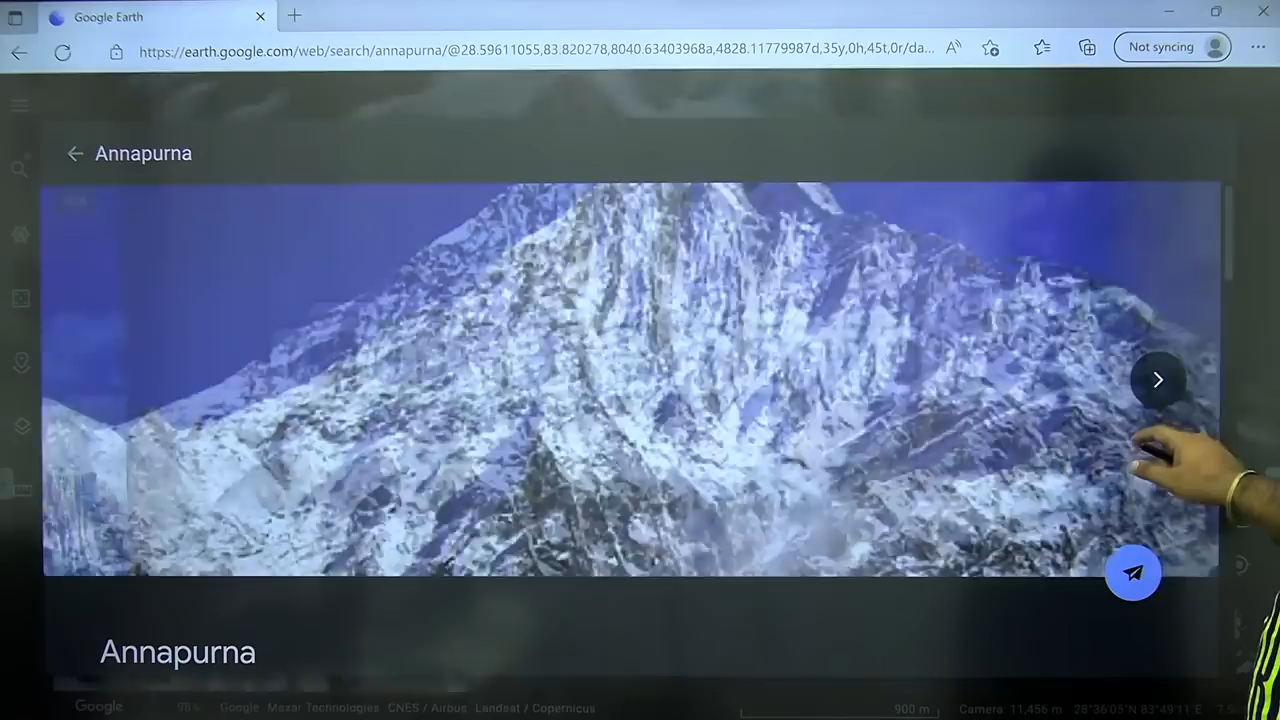 Google Earth
https://earth.google.com/web/search/annapurna/@28.59611055,83.820278,8040.63403968a,4828.11779987d,35y,0h,45t,0r/da...
Not syncing
Annapurna
Annapurna
Google 98% Google Maxar Technologies CNES / Airbus Landsat / Copernicus 900 m Camera: 11,456 m 28°36'05"N 83°49'11"E